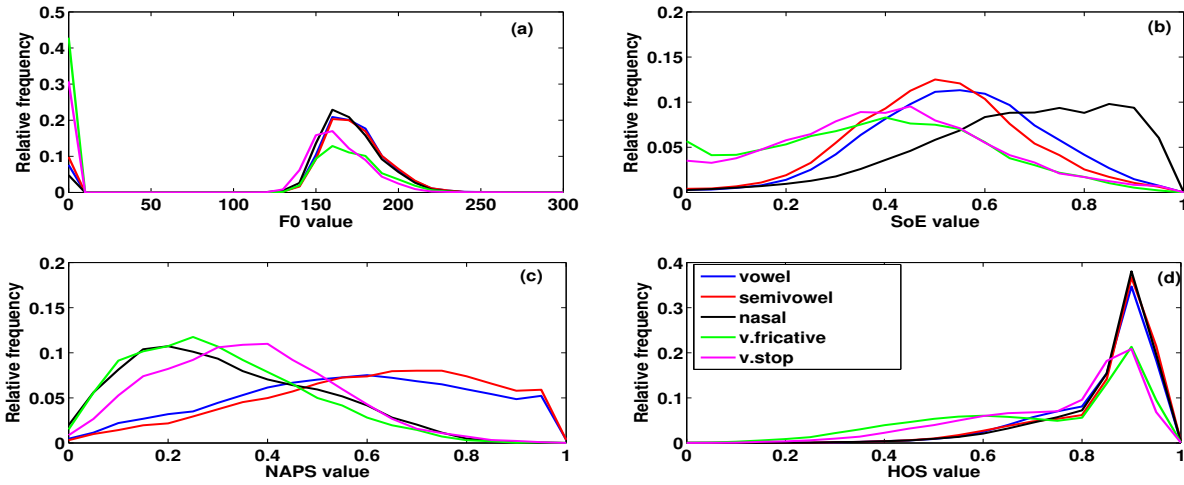 (a)
Relative frequency
0.5
0.4
0.3
0.2
0.1
0
0 50 100 150 200 250 300
F0 value
(b)
Relative frequency
0.2
0.15
0.1
0.05
0
0 0.2 0.4 0.6 0.8 1
SoE value
(c)
Relative frequency
0.2
0.15
0.1
0.05
0
0 0.2 0.4 0.6 0.8 1
NAPS value
(d)
Relative frequency
0.4
0.3
0.2
0.1
0
vowel
semivowel
nasal
v.fricative
v.stop
0 0.2 0.4 0.6 0.8 1
HOS value